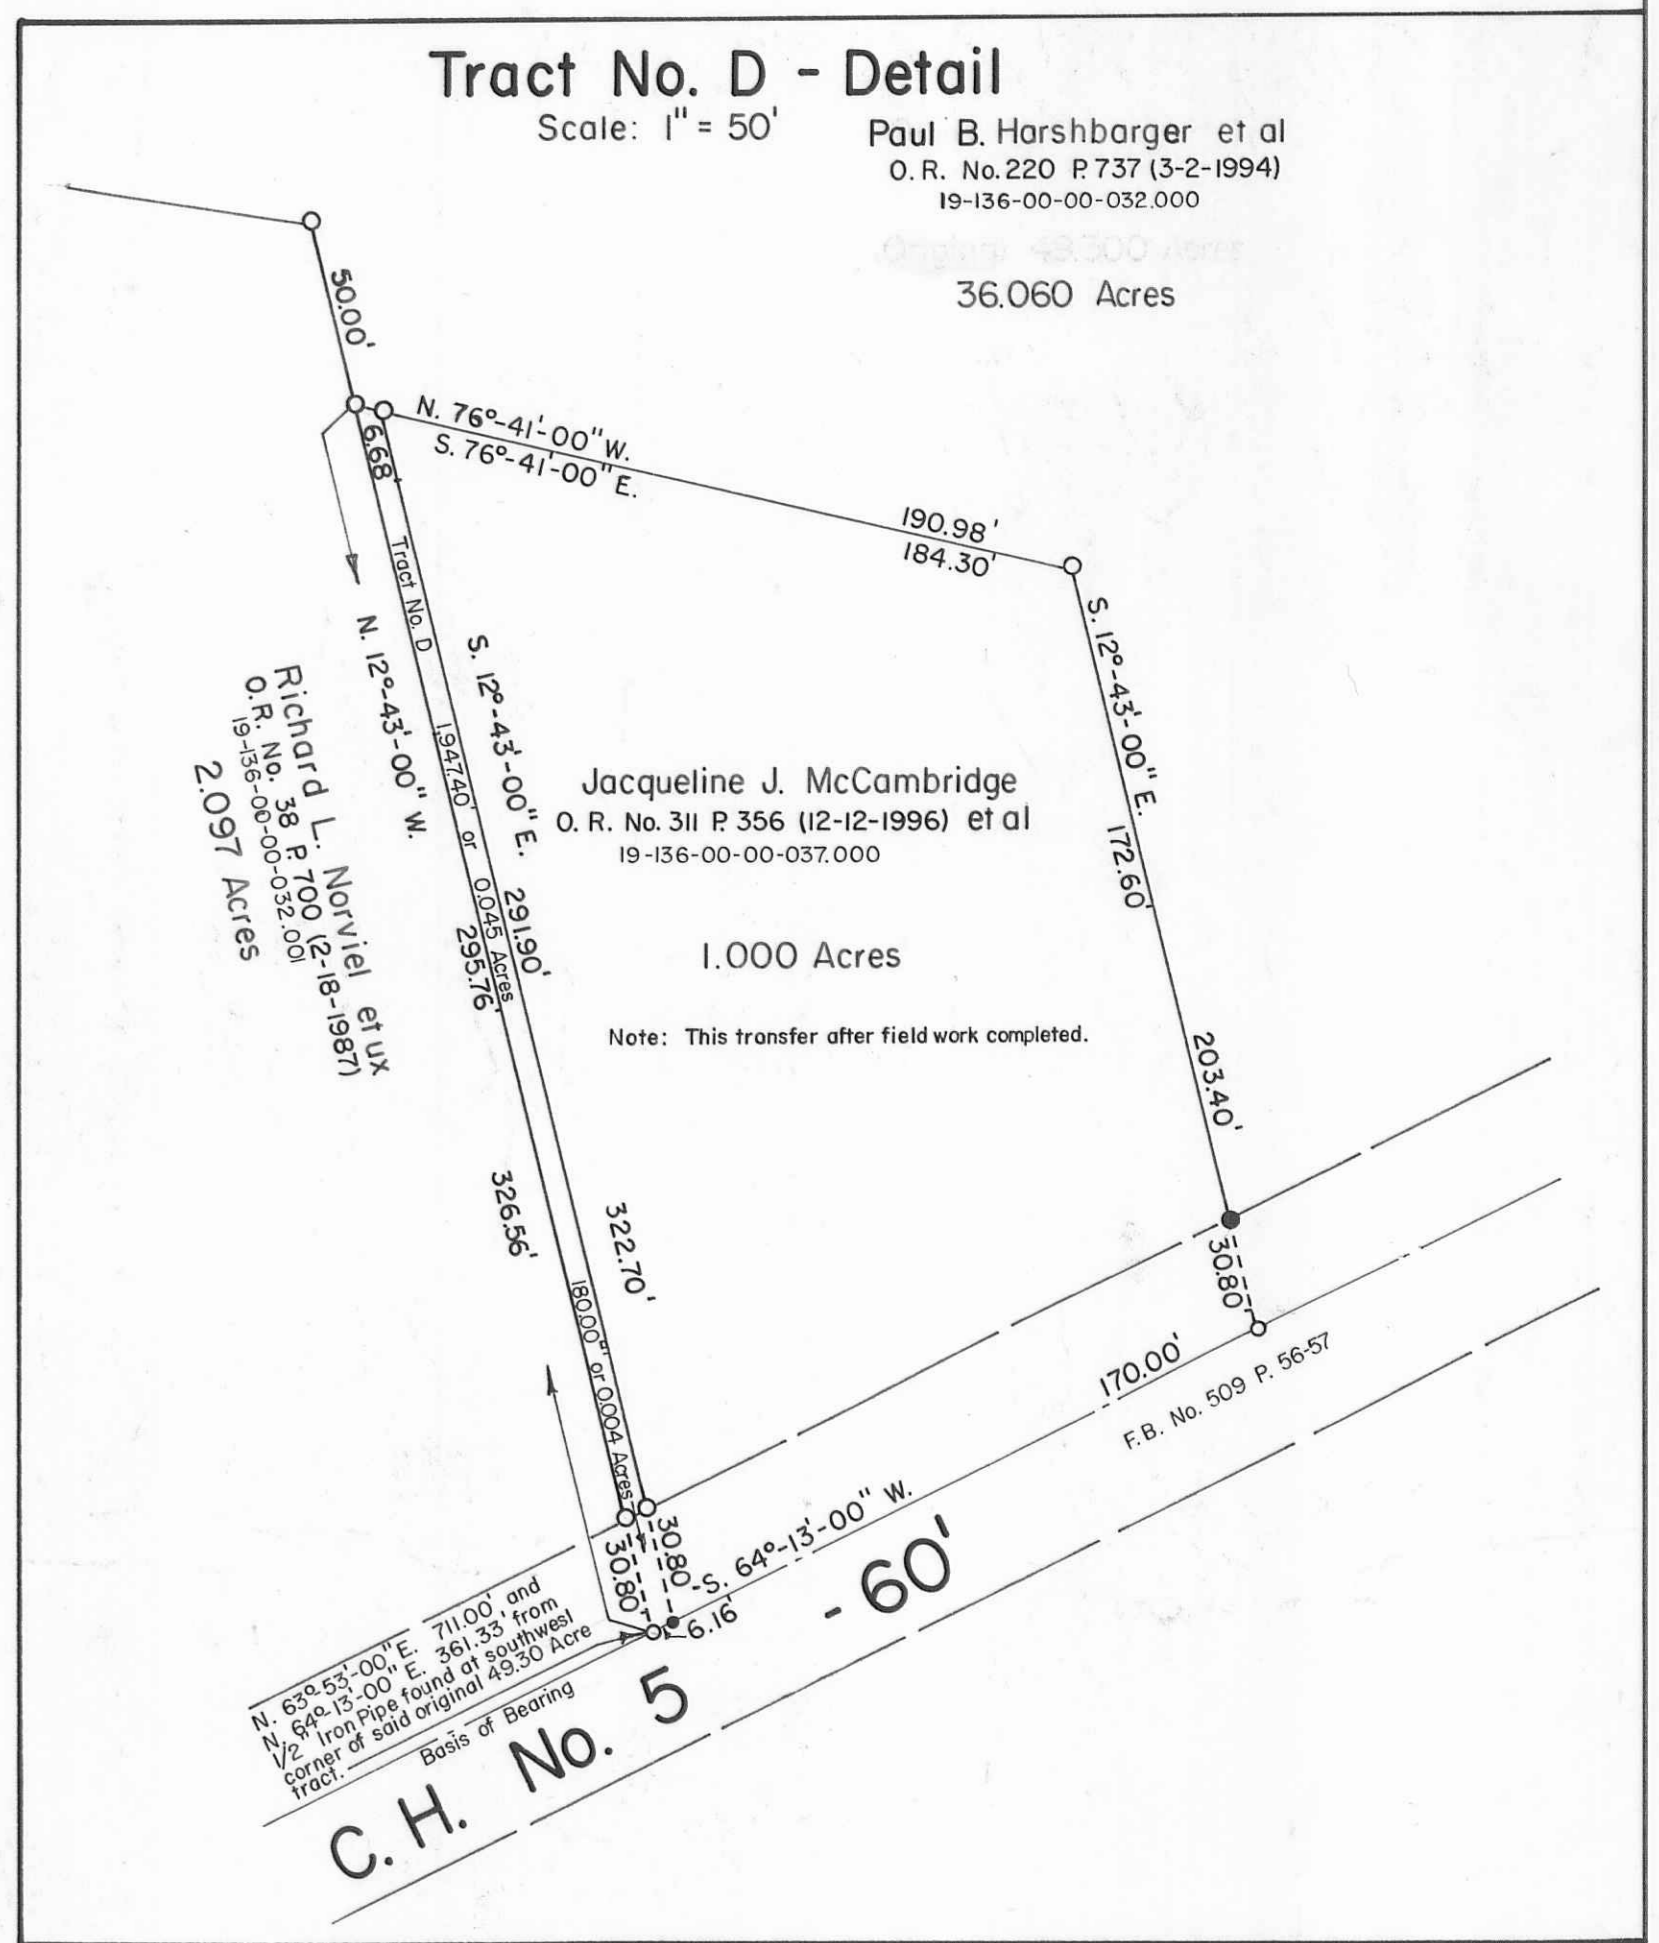 Tract No. D - Detail
Scale: 1" = 50'
Paul B. Harshbarger et al
O. R. No. 220 P. 737 (3-2-1994)
19-136-00-00-032.000
36.060 Acres
50.00'
6.68'
N. 76°-41'-00" W.
S. 76°-41'-00" E.
190.98'
184.30'
Tract No. D
1,947.40' or 0.045 Acres
N. 12°-43'-00" W.
295.76'
326.56'
S. 12°-43'-00" E. 291.90'
322.70'
S. 12°-43'-00" E. 172.60'
203.40'
Richard L. Norviel et ux
O.R. No. 38 P. 700 (2-18-1987)
19-136-00-00-032.001
2.097 Acres
Jacqueline J. McCambridge
O. R. No. 311 P. 356 (12-12-1996) et al
19-136-00-00-037.000
1.000 Acres
Note: This transfer after field work completed.
180.00" or 0.004 Acres
30.80'
30.80'
30.80'
170.00'
F.B. No. 509 P. 56-57
S. 64°-13'-00" W.
6.16'
N. 63°-53'-00" E. 711.00' and
N. 64°-13'-00" E. 361.33' from
1/2" Iron Pipe found at southwest
corner of said original 49.30 Acre
tract.
Basis of Bearing
C. H. No. 5 - 60'